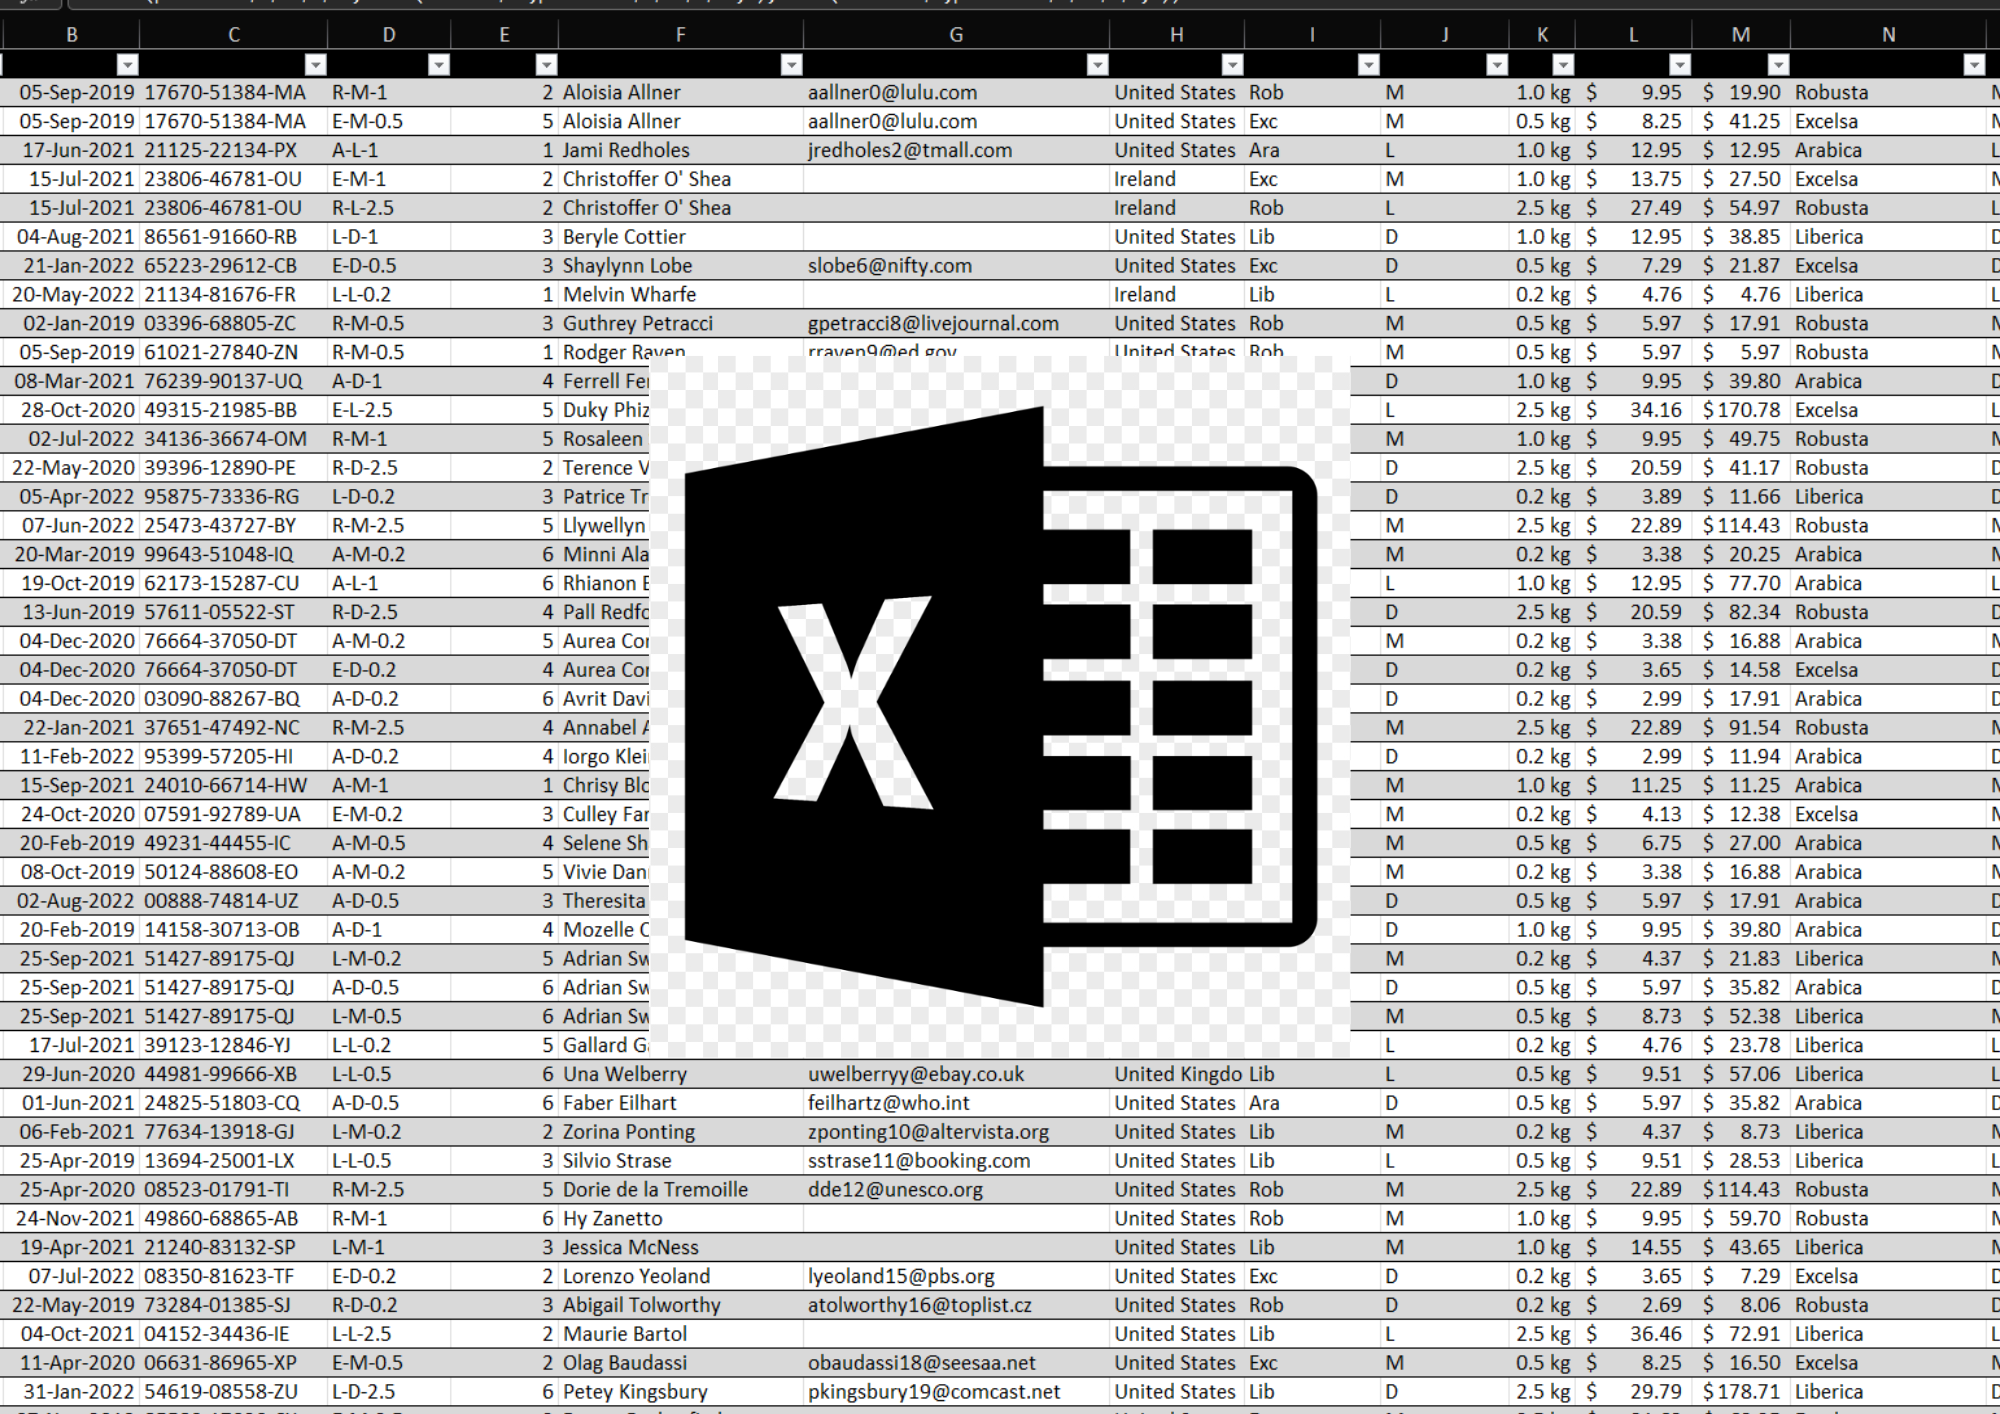 B C D E F G H I J K L M N
05-Sep-2019 17670-51384-MA R-M-1 2 Aloisia Allner aallner0@lulu.com United States Rob M 1.0 kg $ 9.95 $ 19.90 Robusta
05-Sep-2019 17670-51384-MA E-M-0.5 5 Aloisia Allner aallner0@lulu.com United States Exc M 0.5 kg $ 8.25 $ 41.25 Excelsa
17-Jun-2021 21125-22134-PX A-L-1 1 Jami Redholes jredholes2@tmall.com United States Ara L 1.0 kg $ 12.95 $ 12.95 Arabica L
15-Jul-2021 23806-46781-OU E-M-1 2 Christoffer O' Shea Ireland Exc M 1.0 kg $ 13.75 $ 27.50 Excelsa
15-Jul-2021 23806-46781-OU R-L-2.5 2 Christoffer O' Shea Ireland Rob L 2.5 kg $ 27.49 $ 54.97 Robusta L
04-Aug-2021 86561-91660-RB L-D-1 3 Beryle Cottier United States Lib D 1.0 kg $ 12.95 $ 38.85 Liberica
21-Jan-2022 65223-29612-CB E-D-0.5 3 Shaylynn Lobe slobe6@nifty.com United States Exc D 0.5 kg $ 7.29 $ 21.87 Excelsa
20-May-2022 21134-81676-FR L-L-0.2 1 Melvin Wharfe Ireland Lib L 0.2 kg $ 4.76 $ 4.76 Liberica L
02-Jan-2019 03396-68805-ZC R-M-0.5 3 Guthrey Petracci gpetracci8@livejournal.com United States Rob M 0.5 kg $ 5.97 $ 17.91 Robusta
05-Sep-2019 61021-27840-ZN R-M-0.5 1 Rodger Raven rraven9@ed.gov United States Rob M 0.5 kg $ 5.97 $ 5.97 Robusta
08-Mar-2021 76239-90137-UQ A-D-1 4 Ferrell D 1.0 kg $ 9.95 $ 39.80 Arabica
28-Oct-2020 49315-21985-BB E-L-2.5 5 Duky D X L 2.5 kg $ 34.16 $ 170.78 Excelsa L
02-Jul-2022 34136-36674-OM R-M-1 5 Rosaleen M 1.0 kg $ 9.95 $ 49.75 Robusta
22-May-2020 39396-12890-PE R-D-2.5 2 Terence D 2.5 kg $ 20.59 $ 41.17 Robusta
05-Apr-2022 95875-73336-RG L-D-0.2 3 Patrice D 0.2 kg $ 3.89 $ 11.66 Liberica
07-Jun-2022 25473-43727-BY R-M-2.5 5 Llywellyn M 2.5 kg $ 22.89 $ 114.43 Robusta
20-Mar-2019 99643-51048-IQ A-M-0.2 6 Minni M 0.2 kg $ 3.38 $ 20.25 Arabica
19-Oct-2019 62173-15287-CU A-L-1 6 Rhianon L 1.0 kg $ 12.95 $ 77.70 Arabica L
13-Jun-2019 57611-05522-ST R-D-2.5 4 Pall D 2.5 kg $ 20.59 $ 82.34 Robusta
04-Dec-2020 76664-37050-DT A-M-0.2 5 Aurea M 0.2 kg $ 3.38 $ 16.88 Arabica
04-Dec-2020 76664-37050-DT E-D-0.2 4 Aurea D 0.2 kg $ 3.65 $ 14.58 Excelsa
04-Dec-2020 03090-88267-BQ A-D-0.2 6 Avrit D 0.2 kg $ 2.99 $ 17.91 Arabica
22-Jan-2021 37651-47492-NC R-M-2.5 4 Annabel M 2.5 kg $ 22.89 $ 91.54 Robusta
11-Feb-2022 95399-57205-HI A-D-0.2 4 Iorgo D 0.2 kg $ 2.99 $ 11.94 Arabica
15-Sep-2021 24010-66714-HW A-M-1 1 Chrisy M 1.0 kg $ 11.25 $ 11.25 Arabica
24-Oct-2020 07591-92789-UA E-M-0.2 3 Culley M 0.2 kg $ 4.13 $ 12.38 Excelsa
20-Feb-2019 49231-44455-IC A-M-0.5 4 Selene M 0.5 kg $ 6.75 $ 27.00 Arabica
08-Oct-2019 50124-88608-EO A-M-0.2 5 Vivie M 0.2 kg $ 3.38 $ 16.88 Arabica
02-Aug-2022 00888-74814-UZ A-D-0.5 3 Theresita D 0.5 kg $ 5.97 $ 17.91 Arabica
20-Feb-2019 14158-30713-OB A-D-1 4 Mozelle D 1.0 kg $ 9.95 $ 39.80 Arabica
25-Sep-2021 51427-89175-QJ L-M-0.2 5 Adrian M 0.2 kg $ 4.37 $ 21.83 Liberica
25-Sep-2021 51427-89175-QJ A-D-0.5 6 Adrian D 0.5 kg $ 5.97 $ 35.82 Arabica
25-Sep-2021 51427-89175-QJ L-M-0.5 6 Adrian M 0.5 kg $ 8.73 $ 52.38 Liberica
17-Jul-2021 39123-12846-YJ L-L-0.2 5 Gallard L 0.2 kg $ 4.76 $ 23.78 Liberica L
29-Jun-2020 44981-99666-XB L-L-0.5 6 Una Welberry uwelberryy@ebay.co.uk United Kingdo Lib L 0.5 kg $ 9.51 $ 57.06 Liberica L
01-Jun-2021 24825-51803-CQ A-D-0.5 6 Faber Eilhart feilhartz@who.int United States Ara D 0.5 kg $ 5.97 $ 35.82 Arabica
06-Feb-2021 77634-13918-GJ L-M-0.2 2 Zorina Ponting zponting10@altervista.org United States Lib M 0.2 kg $ 4.37 $ 8.73 Liberica
25-Apr-2019 13694-25001-LX L-L-0.5 3 Silvio Strase sstrase11@booking.com United States Lib L 0.5 kg $ 9.51 $ 28.53 Liberica L
25-Apr-2020 08523-01791-TI R-M-2.5 5 Dorie de la Tremoille dde12@unesco.org United States Rob M 2.5 kg $ 22.89 $ 114.43 Robusta
24-Nov-2021 49860-68865-AB R-M-1 6 Hy Zanetto United States Rob M 1.0 kg $ 9.95 $ 59.70 Robusta
19-Apr-2021 21240-83132-SP L-M-1 3 Jessica McNess United States Lib M 1.0 kg $ 14.55 $ 43.65 Liberica
07-Jul-2022 08350-81623-TF E-D-0.2 2 Lorenzo Yeoland lyeoland15@pbs.org United States Exc D 0.2 kg $ 3.65 $ 7.29 Excelsa
22-May-2019 73284-01385-SJ R-D-0.2 3 Abigail Tolworthy atolworthy16@toplist.cz United States Rob D 0.2 kg $ 2.69 $ 8.06 Robusta
04-Oct-2021 04152-34436-IE L-L-2.5 2 Maurie Bartol United States Lib L 2.5 kg $ 36.46 $ 72.91 Liberica L
11-Apr-2020 06631-86965-XP E-M-0.5 2 Olag Baudassi obaudassi18@seesaa.net United States Exc M 0.5 kg $ 8.25 $ 16.50 Excelsa
31-Jan-2022 54619-08558-ZU L-D-2.5 6 Petey Kingsbury pkingsbury19@comcast.net United States Lib D 2.5 kg $ 29.79 $ 178.71 Liberica